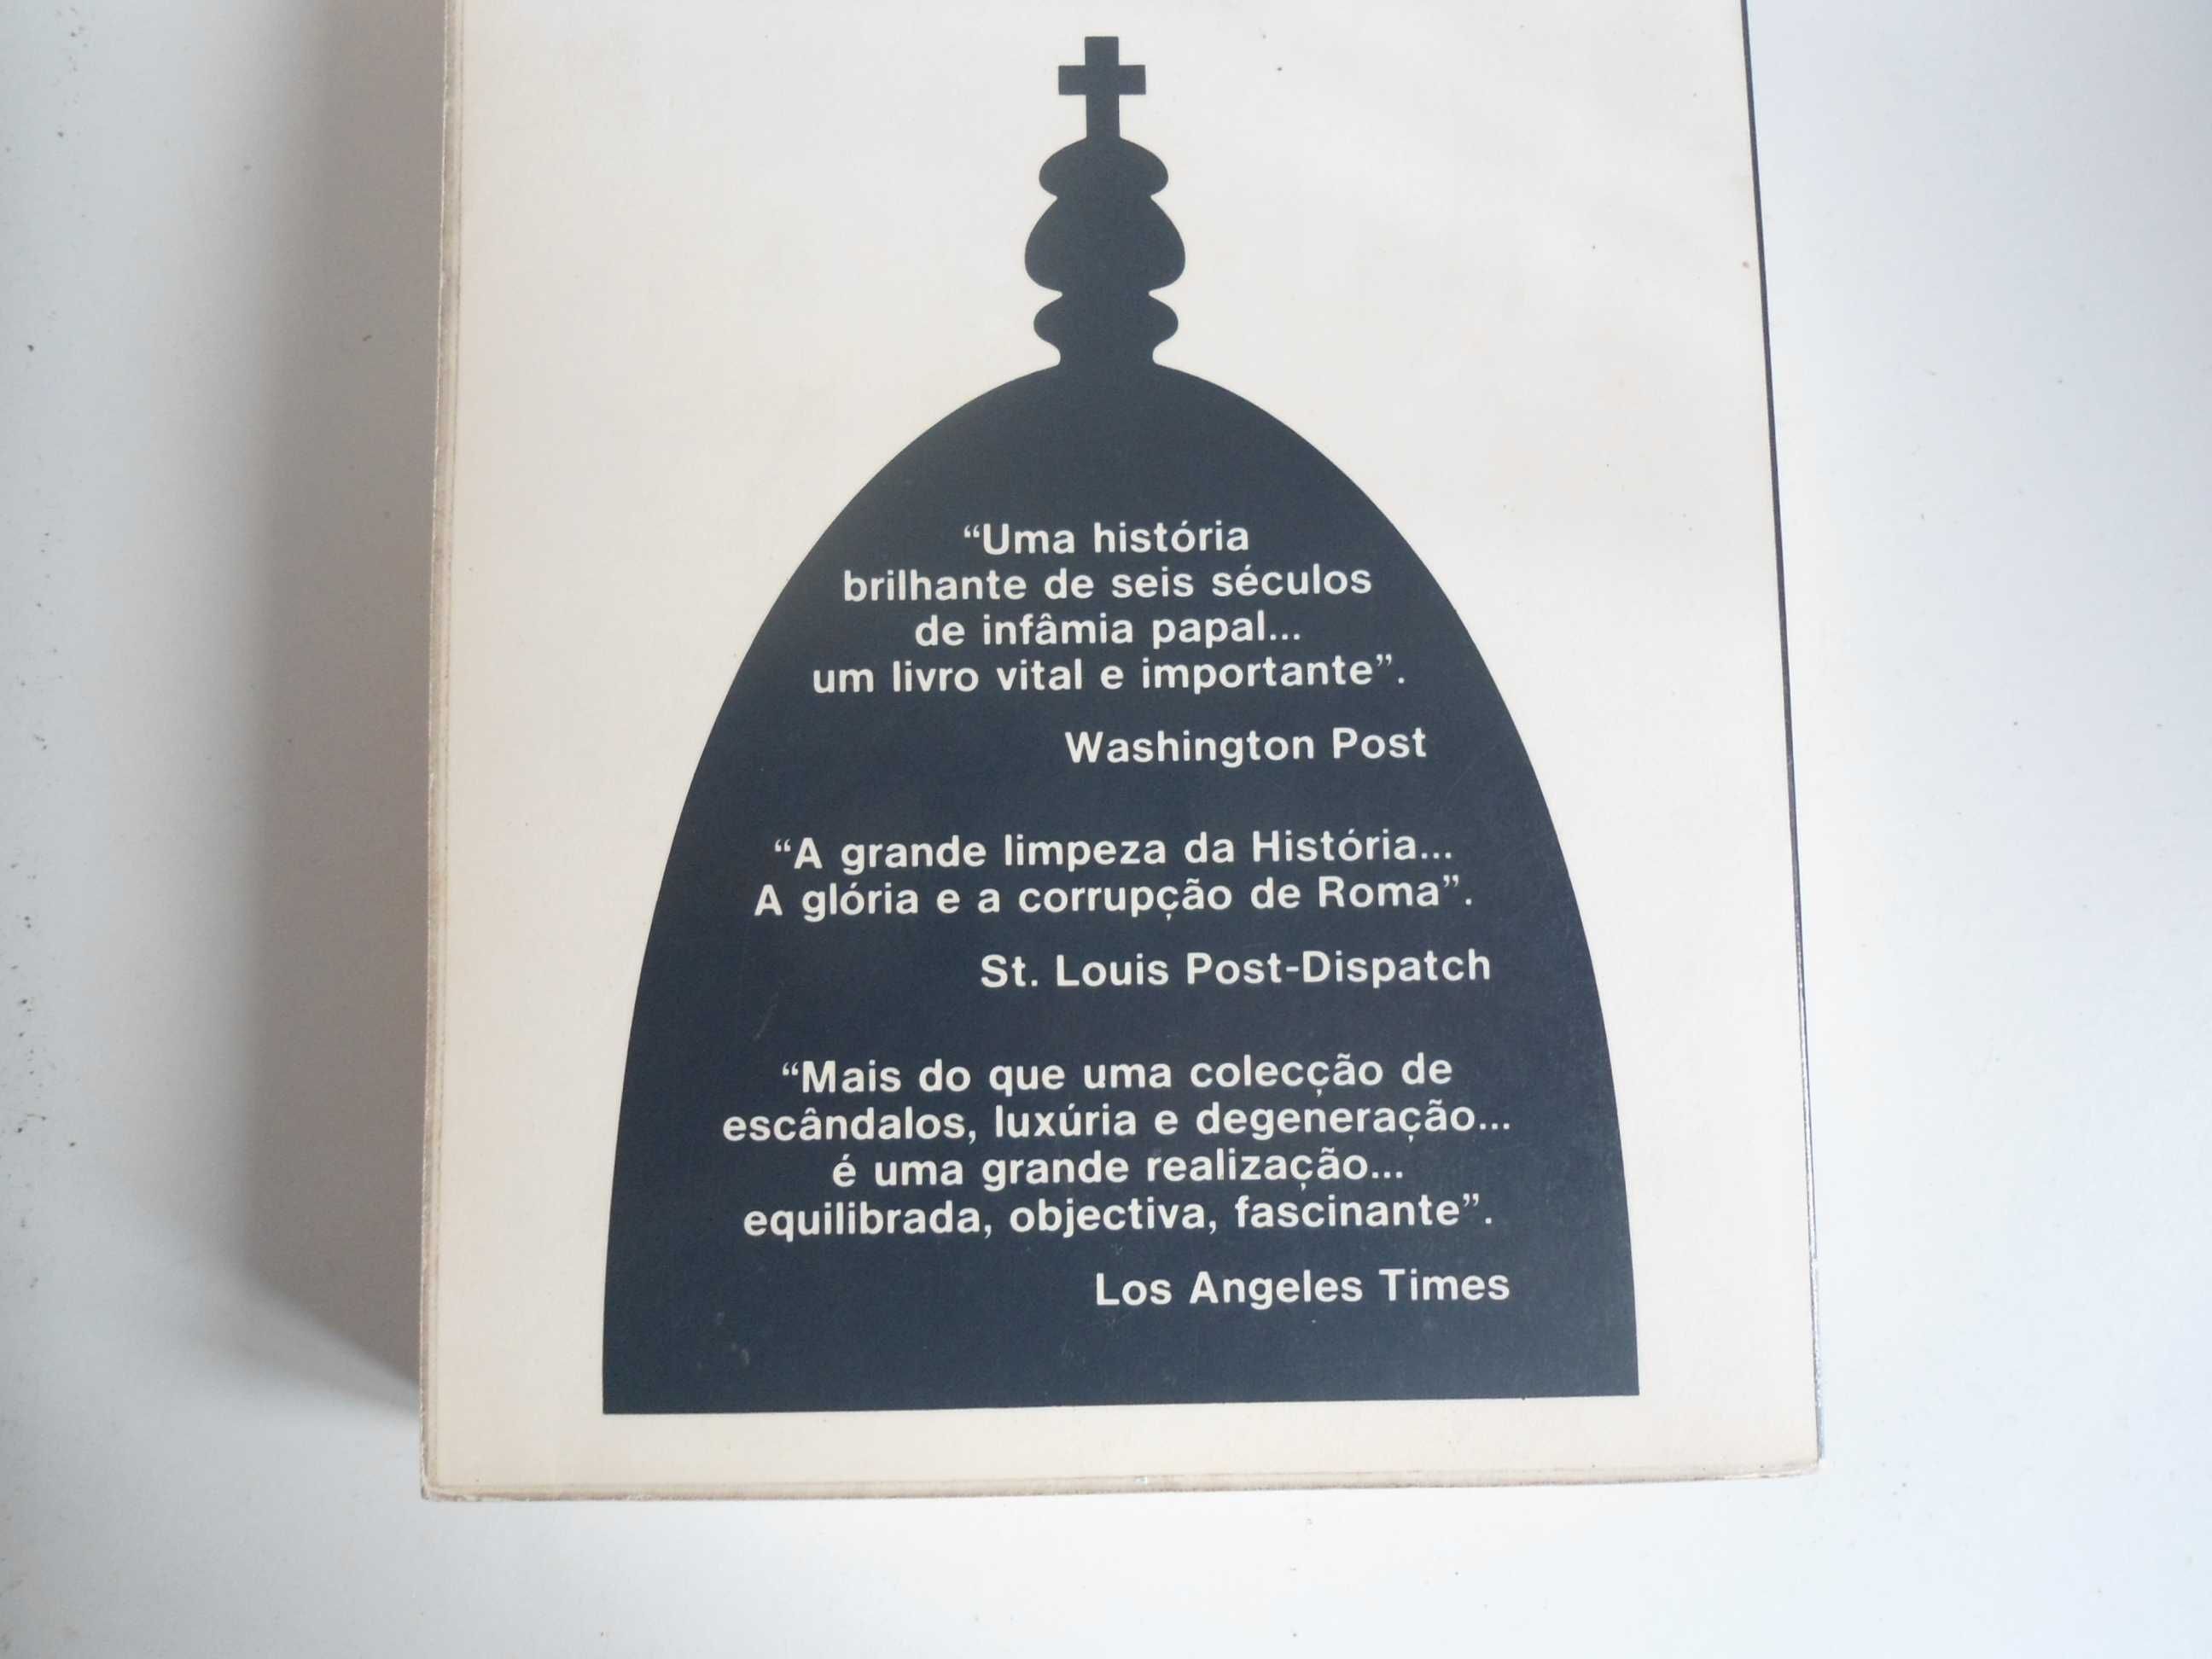 “Uma história
brilhante de seis séculos
de infâmia papal...
um livro vital e importante”.
Washington Post
“A grande limpeza da História...
A glória e a corrupção de Roma”.
St. Louis Post-Dispatch
“Mais do que uma colecção de
escândalos, luxúria e degeneração...
é uma grande realização...
equilibrada, objectiva, fascinante”.
Los Angeles Times